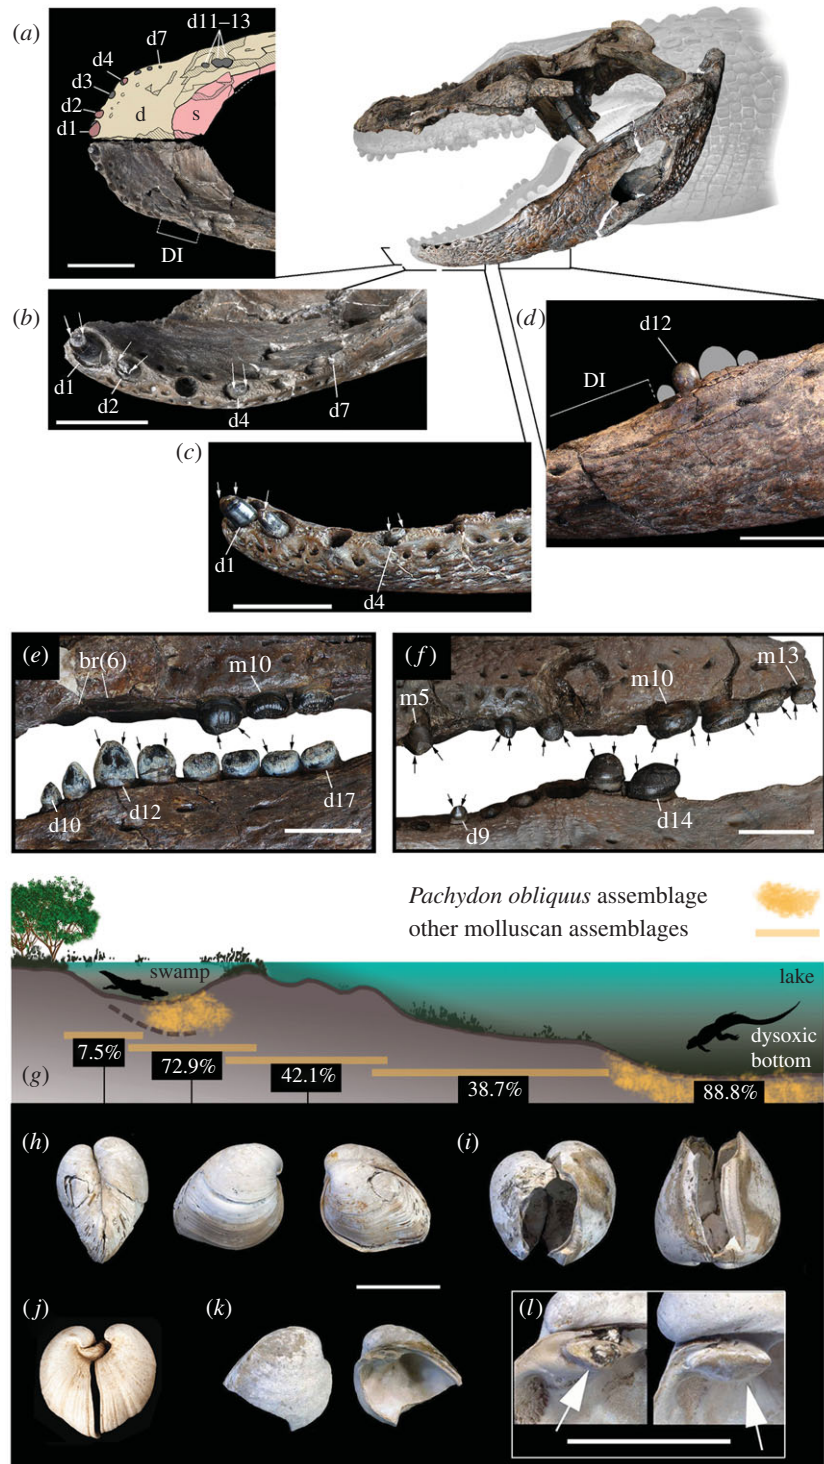 (a)
d11–13
d7
d4
d3
d2
d1
d
s
DI
(b)
d1
d2
d4
d7
(c)
d1
d4
(d)
d12
DI
(e)
br(6)
m10
d10
d12
d17
(f)
m5
m10
m13
d9
d14
Pachydon obliquus assemblage
other molluscan assemblages
swamp
lake
dysoxic
bottom
(g)
7.5%
72.9%
42.1%
38.7%
88.8%
(h)
(i)
(j)
(k)
(l)